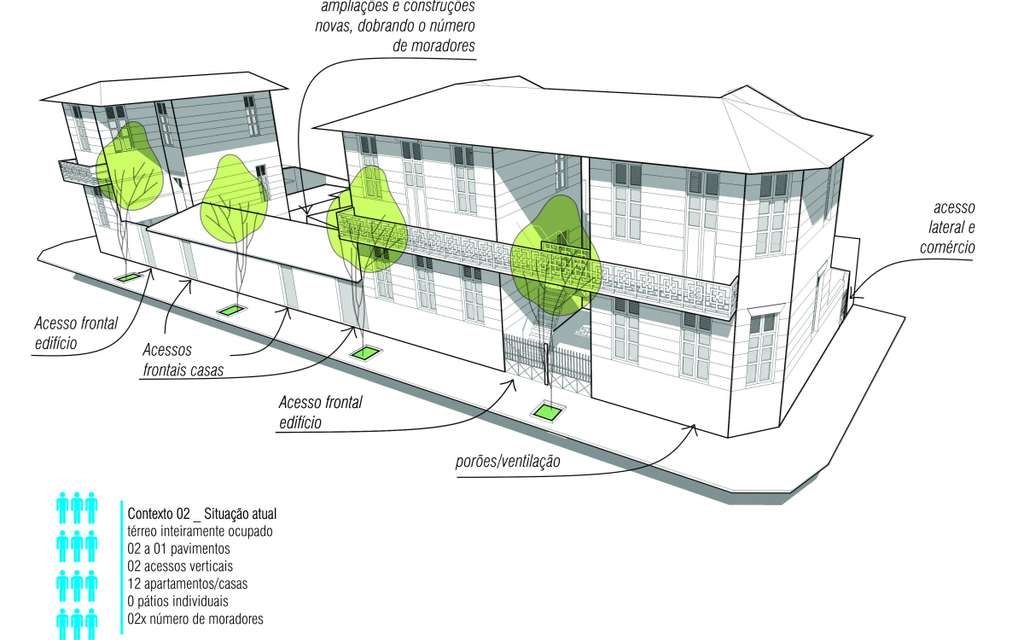 ampliações e construções
novas, dobrando o número
de moradores
acesso
lateral e
comércio
Acesso frontal
edifício
Acessos
frontais casas
Acesso frontal
edifício
porões/ventilação
Contexto 02 _ Situação atual
térreo inteiramente ocupado
02 a 01 pavimentos
02 acessos verticais
12 apartamentos/casas
0 pátios individuais
02x número de moradores